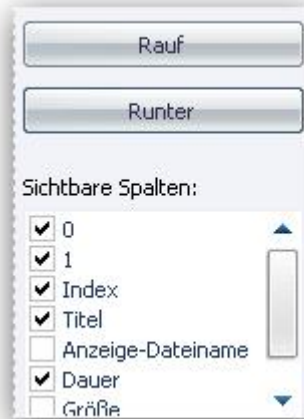 Rauf
Runter
Sichtbare Spalten:
0
1
Index
Titel
Anzeige-Dateiname
Dauer
Größe